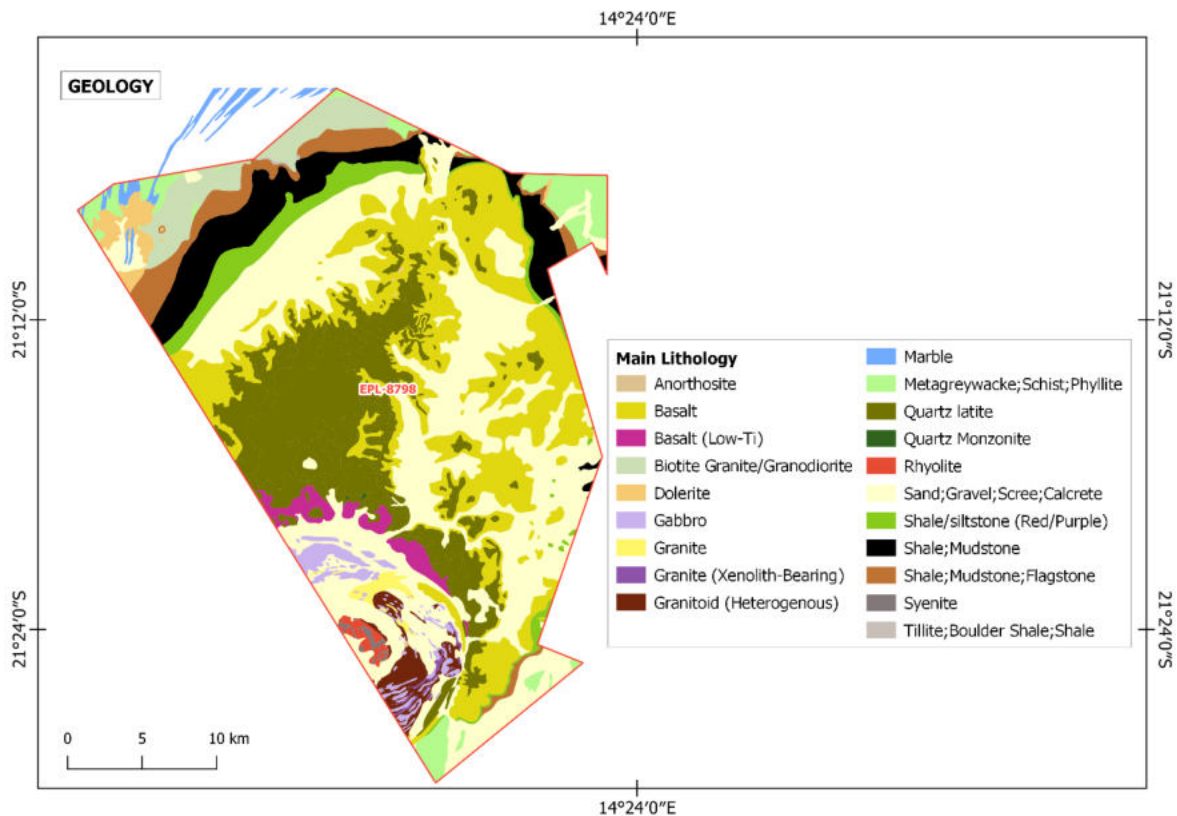 14°24′0″E
GEOLOGY
21°12′0″S
21°12′0″S
EPL-8798
Main Lithology
Anorthosite
Basalt
Basalt (Low-Ti)
Biotite Granite/Granodiorite
Dolerite
Gabbro
Granite
Granite (Xenolith-Bearing)
Granitoid (Heterogenous)
Marble
Metagreywacke;Schist;Phyllite
Quartz latite
Quartz Monzonite
Rhyolite
Sand;Gravel;Scree;Calcrete
Shale/siltstone (Red/Purple)
Shale;Mudstone
Shale;Mudstone;Flagstone
Syenite
Tillite;Boulder Shale;Shale
21°24′0″S
21°24′0″S
0 5 10 km
14°24′0″E